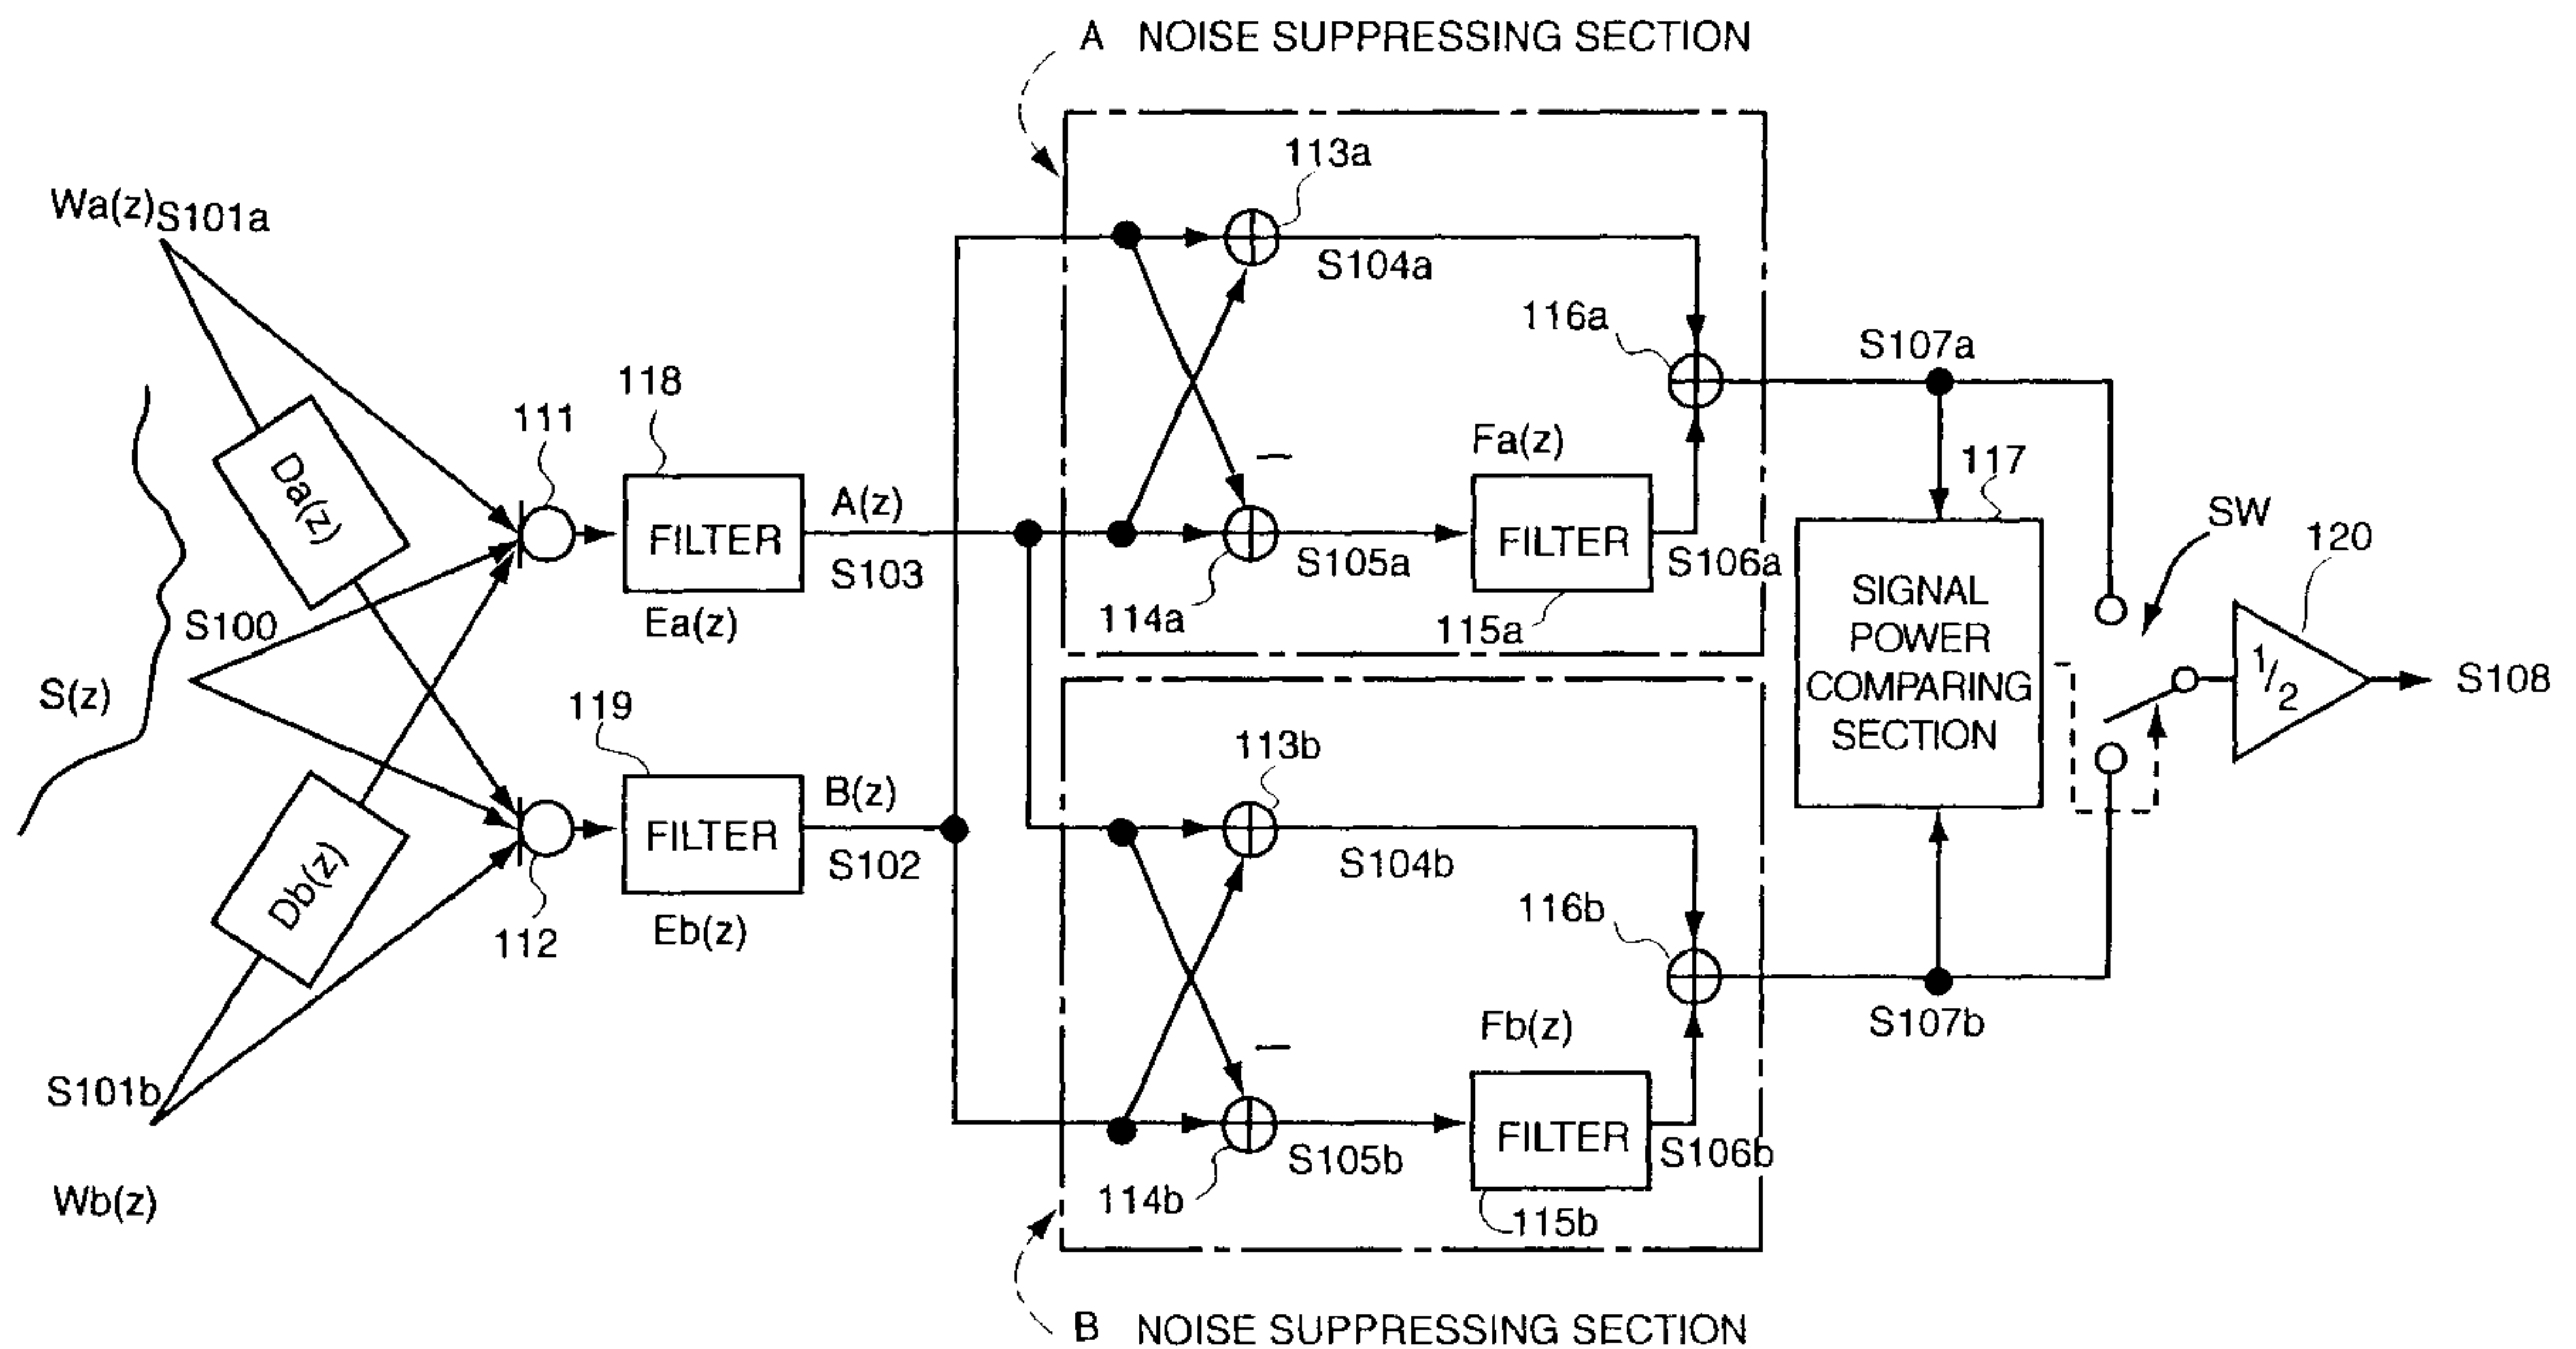 A NOISE SUPPRESSING SECTION
113a
Wa(z)
S101a
S104a
116a
S107a
118
111
Da(z)
Fa(z)
117
SW
120
A(z)
FILTER
S103
Ea(z)
S105a
FILTER
S106a
114a
115a
SIGNAL
POWER
COMPARING
SECTION
1/2
S108
S100
S(z)
119
113b
B(z)
FILTER
S102
Eb(z)
S104b
116b
Db(z)
112
S107b
Fb(z)
S101b
FILTER
S105b
S106b
114b
115b
Wb(z)
B NOISE SUPPRESSING SECTION